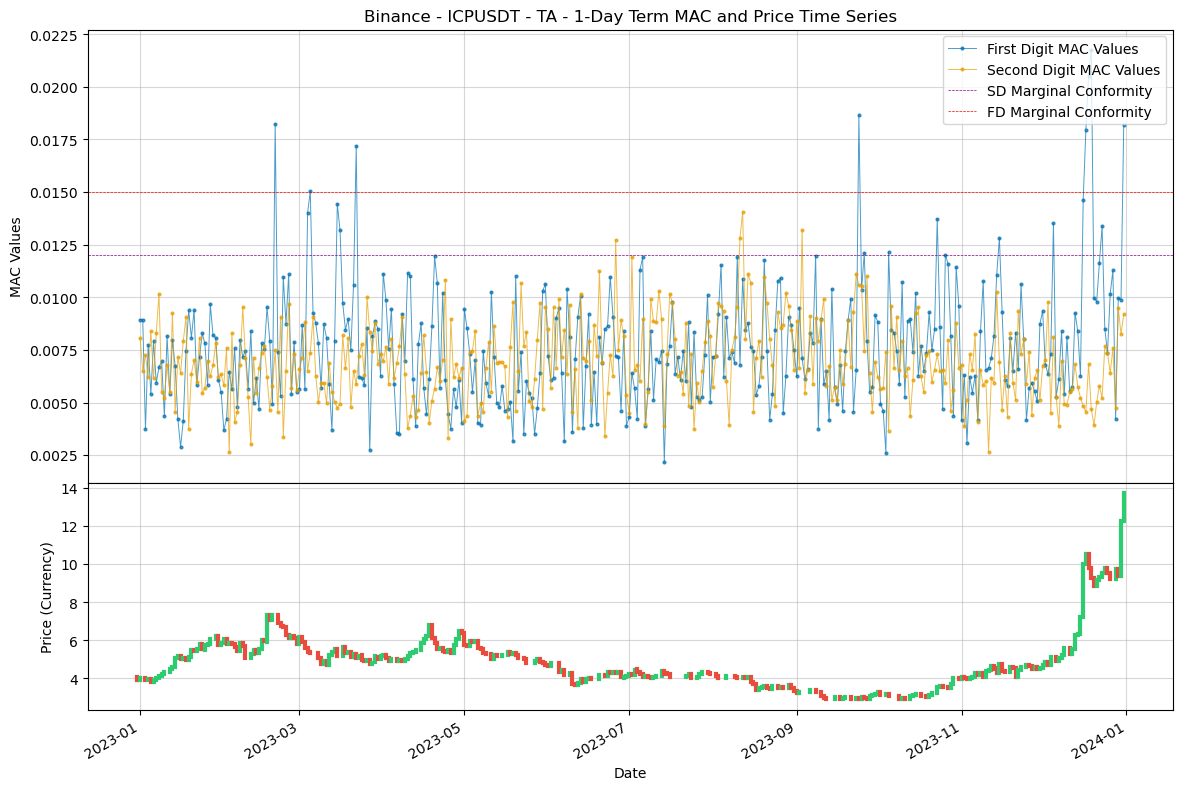 Binance - ICPUSDT - TA - 1-Day Term MAC and Price Time Series
First Digit MAC Values
Second Digit MAC Values
SD Marginal Conformity
FD Marginal Conformity
MAC Values
0.0225
0.0200
0.0175
0.0150
0.0125
0.0100
0.0075
0.0050
0.0025
Price (Currency)
14
12
10
8
6
4
2023-01
2023-03
2023-05
2023-07
2023-09
2023-11
2024-01
Date